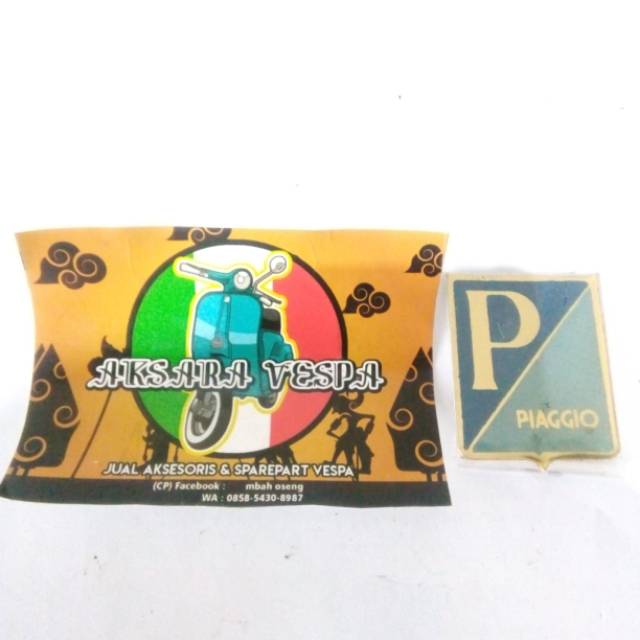 AKSARA VESPA
JUAL AKSESORIS & SPAREPART VESPA
(CP) Facebook : mbah oseng
WA : 0858-5430-8987
P
PIAGGIO